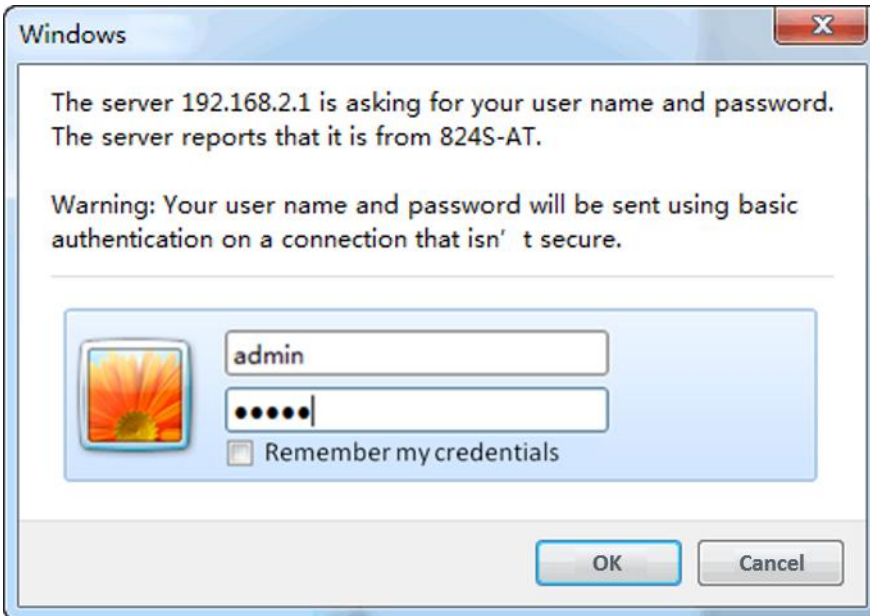 Windows
The server 192.168.2.1 is asking for your user name and password.
The server reports that it is from 824S-AT.
Warning: Your user name and password will be sent using basic
authentication on a connection that isn' t secure.
admin
●●●●●
Remember my credentials
OK
Cancel